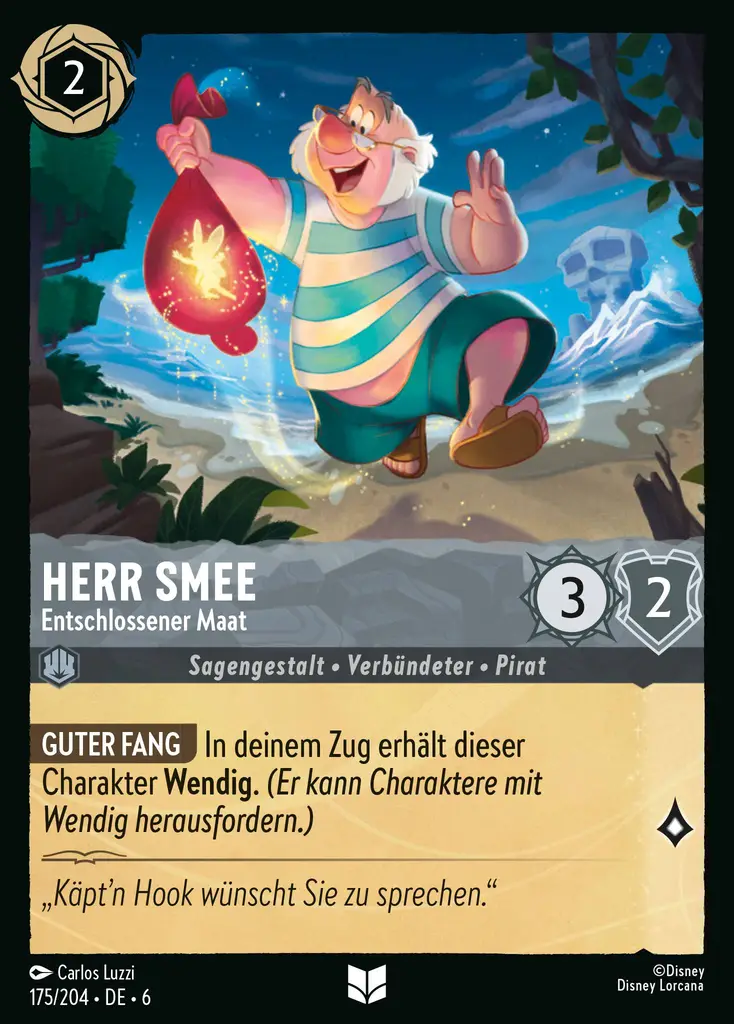 2
HERR SMEE
Entschlossener Maat
3
2
Sagengestalt • Verbündeter • Pirat
GUTER FANG In deinem Zug erhält dieser
Charakter Wendig. (Er kann Charaktere mit
Wendig herausfordern.)
„Käpt’n Hook wünscht Sie zu sprechen.“
Carlos Luzzi
175/204 • DE • 6
©Disney
Disney Lorcana